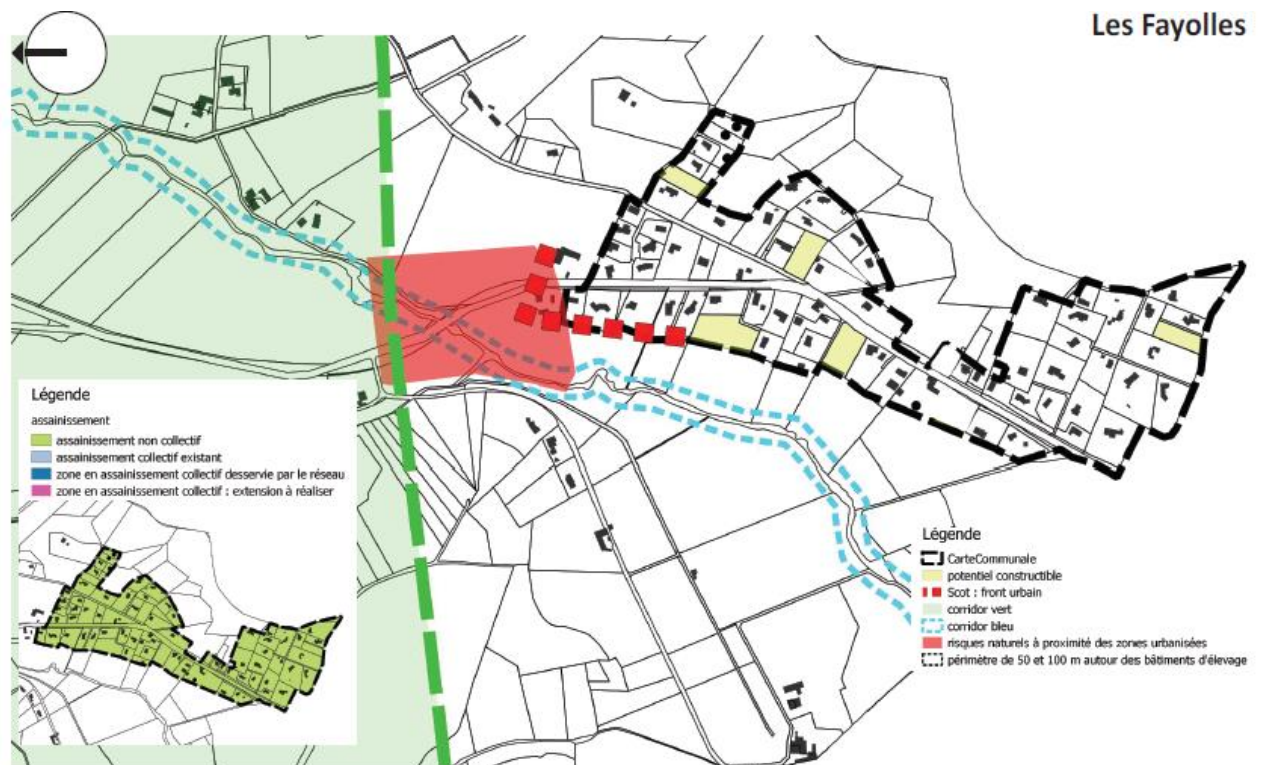 Les Fayolles
Légende
assainissement
assainissement non collectif
assainissement collectif existant
zone en assainissement collectif desservie par le réseau
zone en assainissement collectif : extension à réaliser
Légende
CarteCommunale
potentiel constructible
Scot : front urbain
corridor vert
corridor bleu
risques naturels à proximité des zones urbanisées
périmètre de 50 et 100 m autour des bâtiments d'élevage